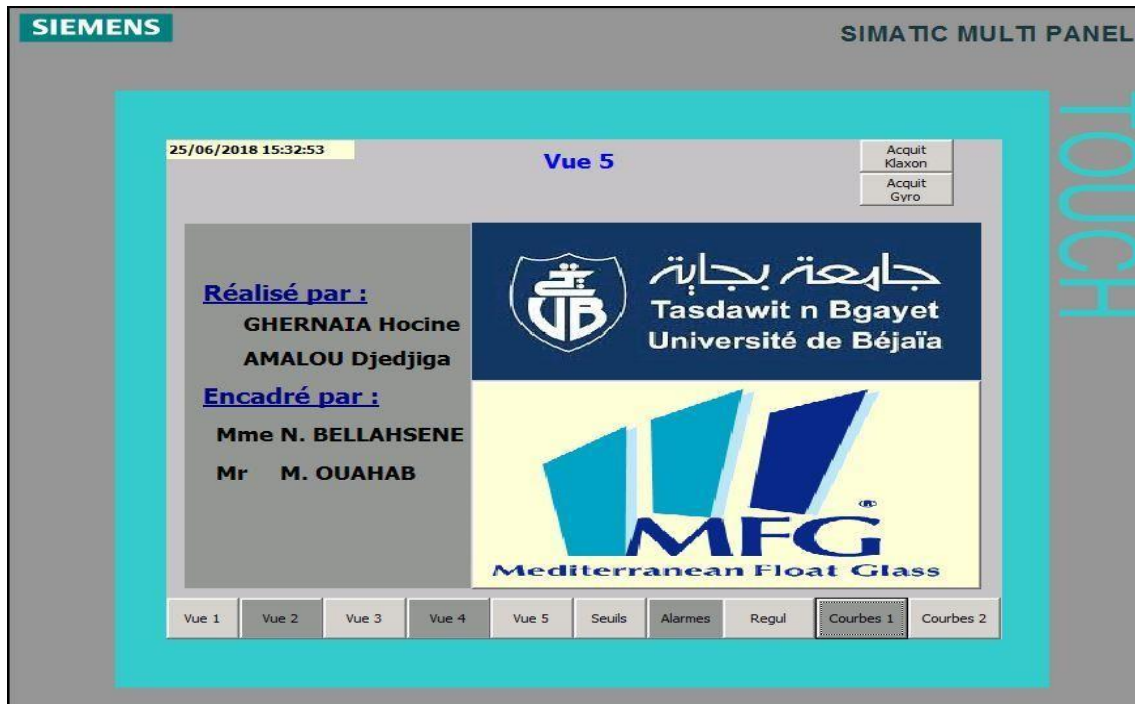 SIEMENS
SIMATIC MULTI PANEL
TOUCH
25/06/2018 15:32:53
Vue 5
Acquit
Klaxon
Acquit
Gyro
Réalisé par :
GHERNAIA Hocine
AMALOU Djedjiga
Encadré par :
Mme N. BELLAHSENE
Mr M. OUAHAB
جامعة بجاية
Tasdawit n Bgayet
Université de Béjaïa
UB
MFG®
Mediterranean Float Glass
Vue 1 Vue 2 Vue 3 Vue 4 Vue 5 Seuils Alarmes Regul Courbes 1 Courbes 2